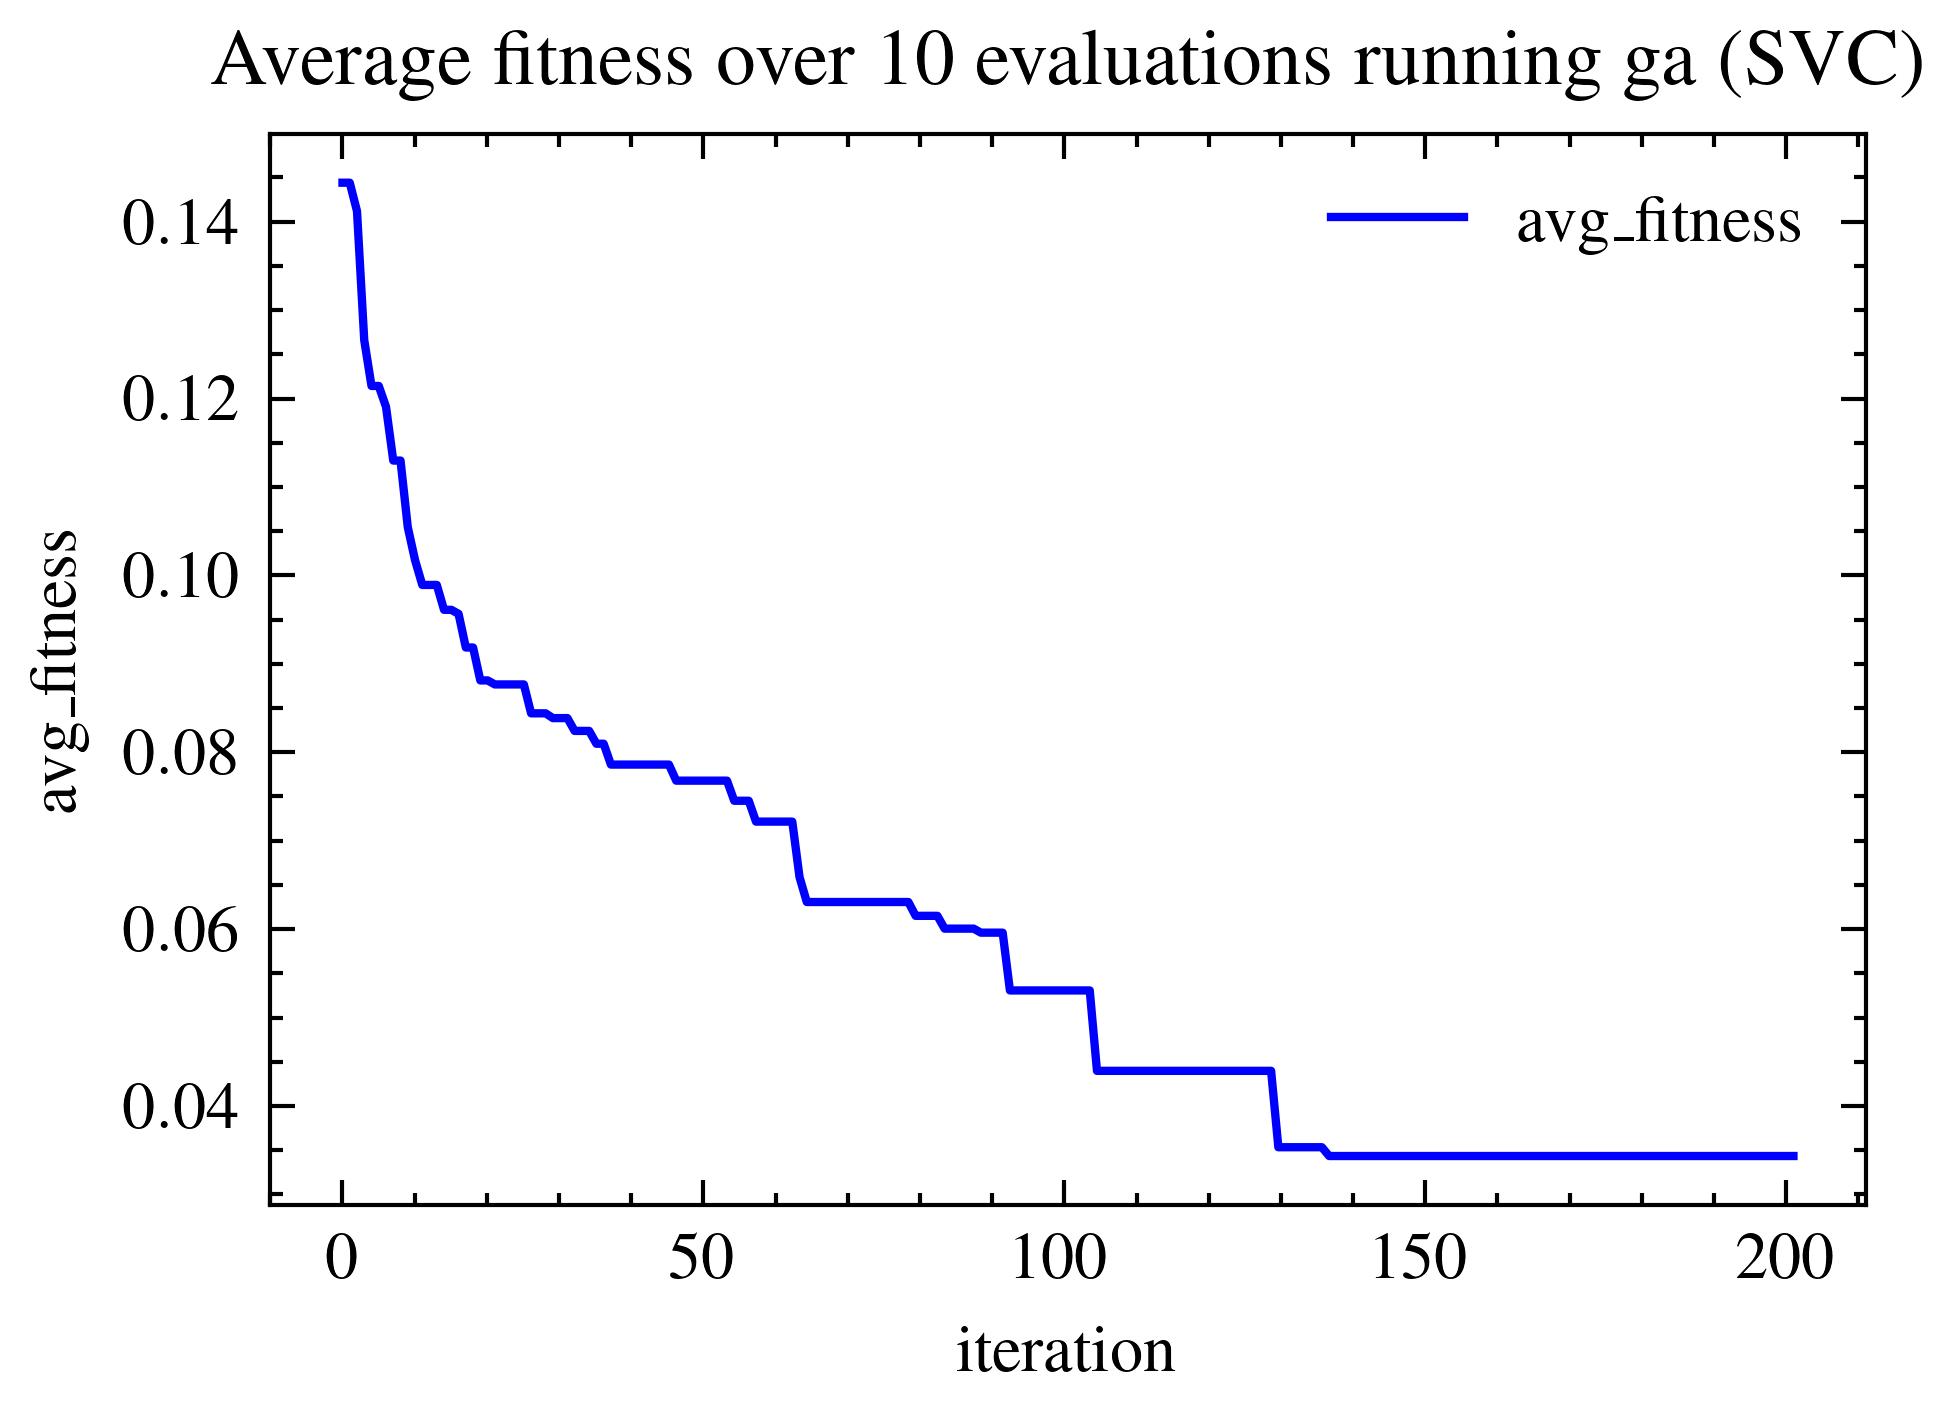 Average fitness over 10 evaluations running ga (SVC)
avg_fitness
0.14
0.12
0.10
0.08
0.06
0.04
avg_fitness
0 50 100 150 200
iteration